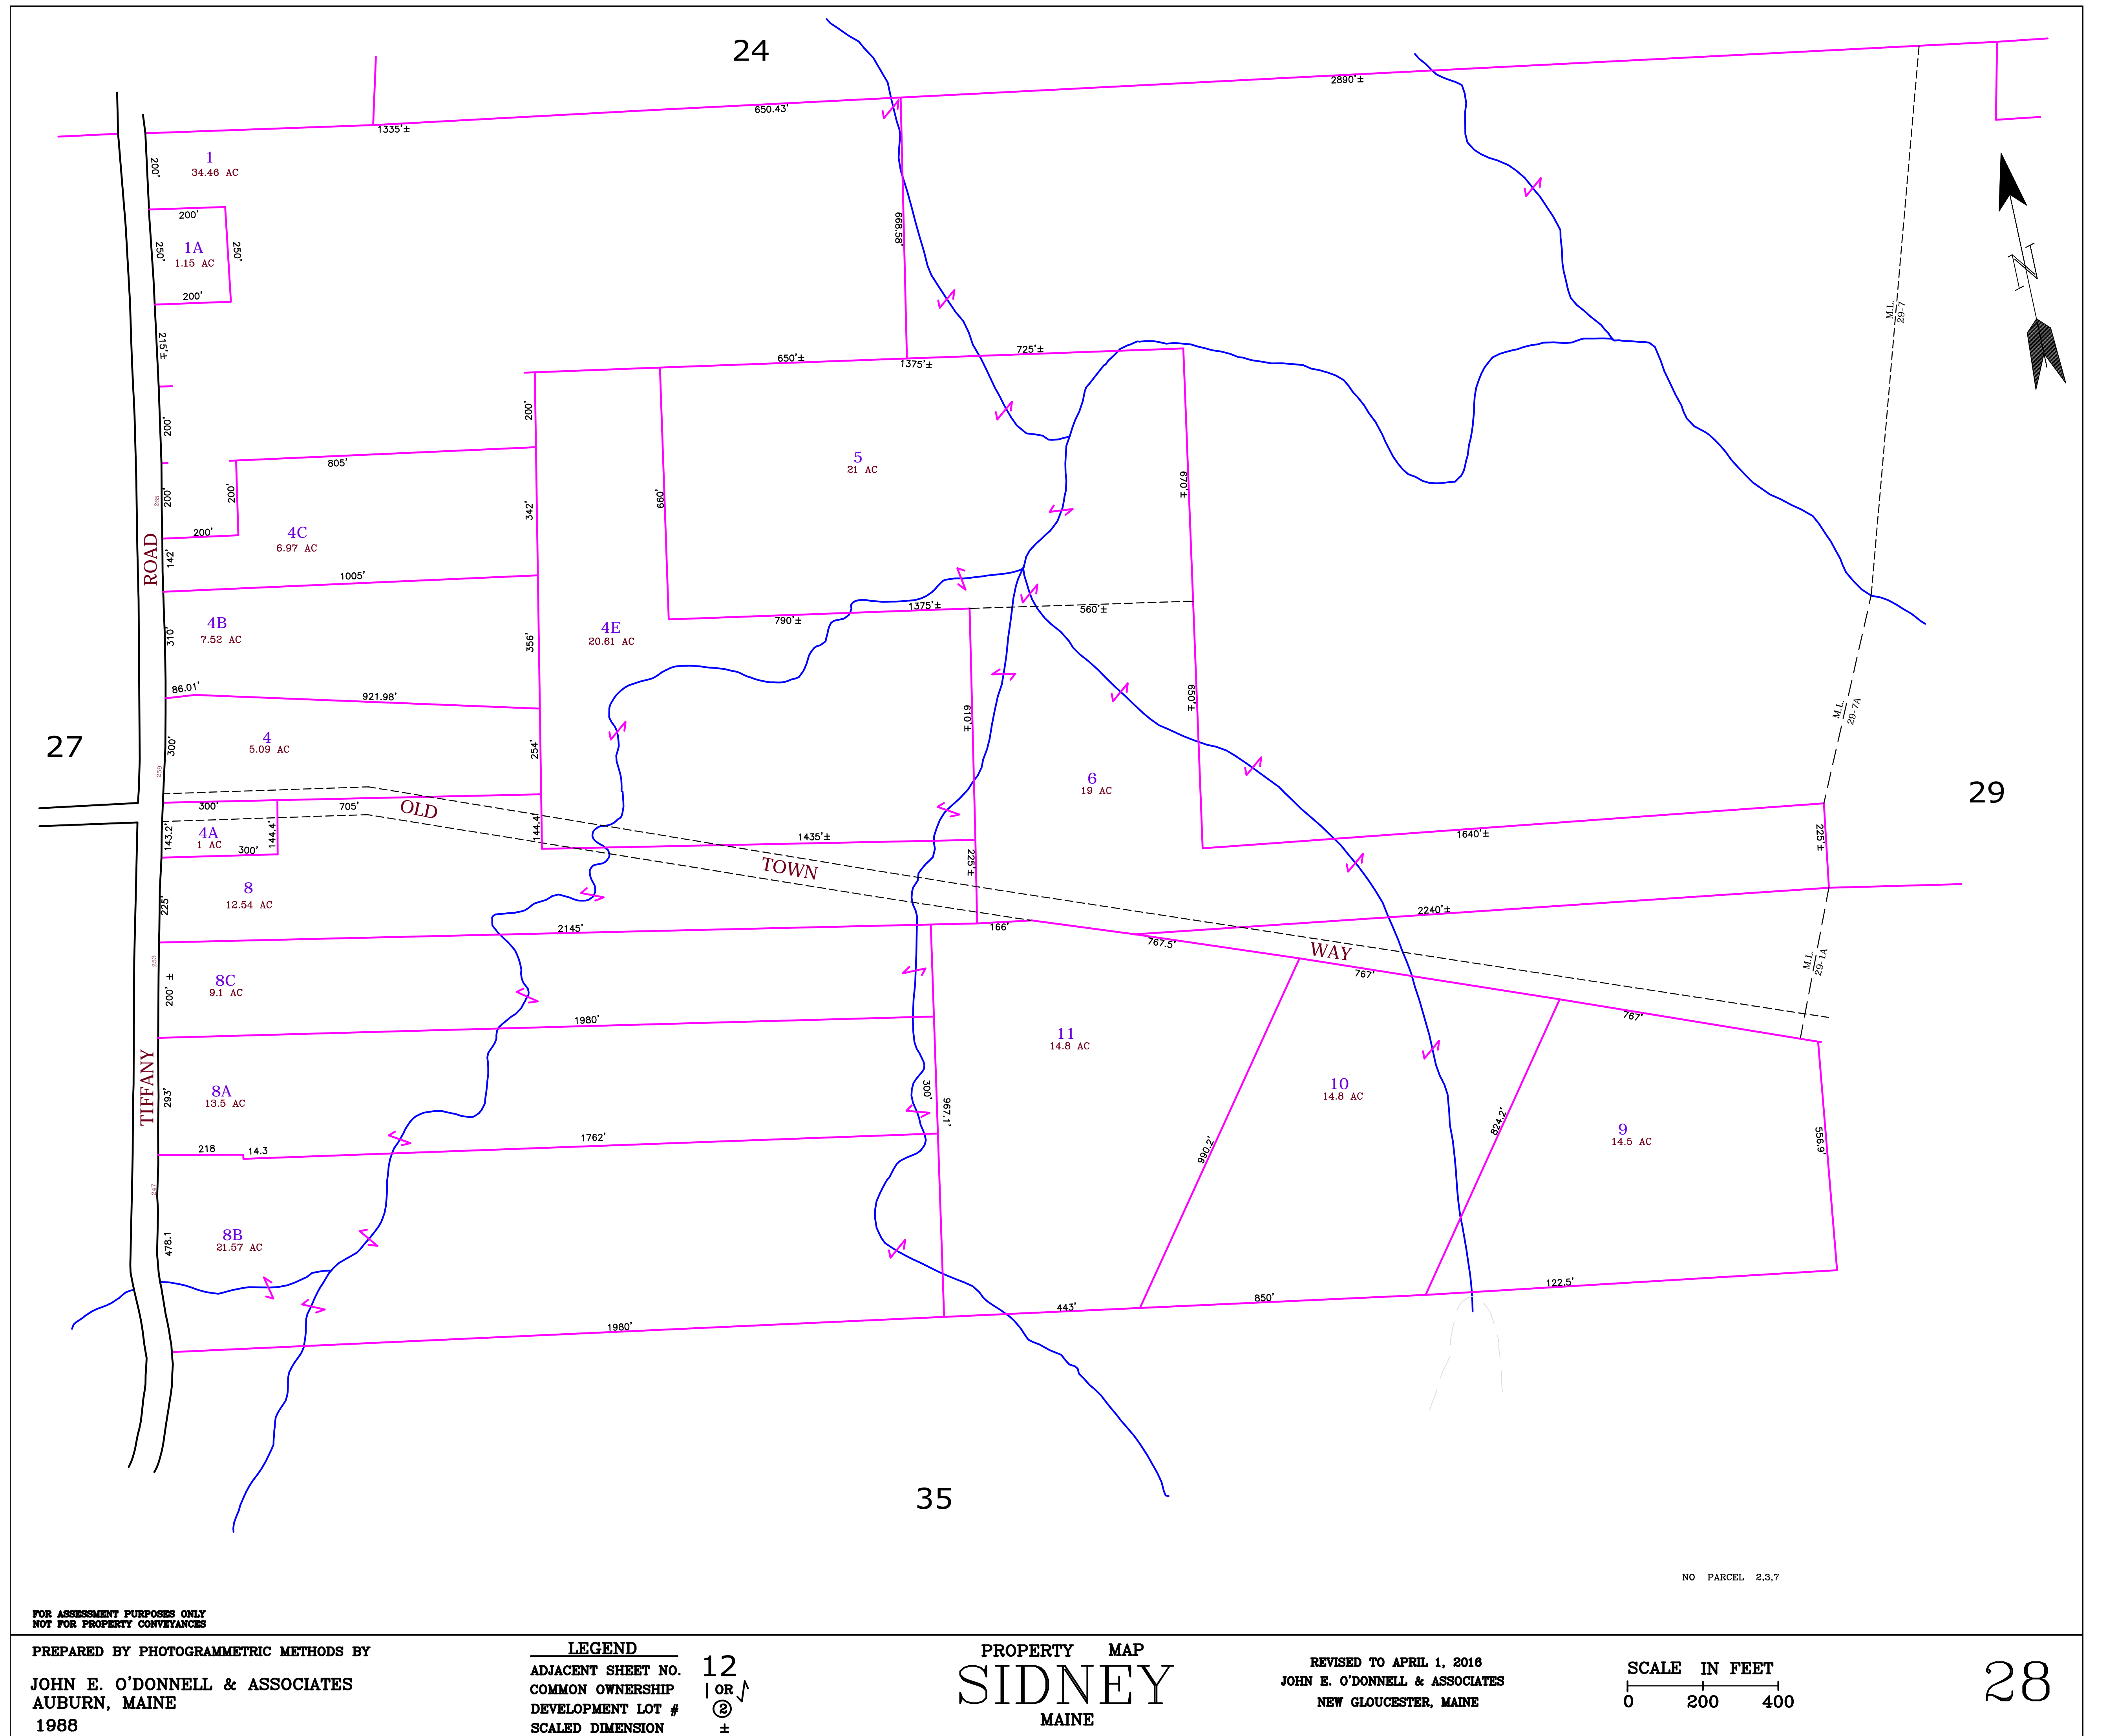 24
2890'±
650.43'
1335'±
1
34.46 AC
200'
200'
1A
1.15 AC
250'
250'
200'
668.58'
M.L.
29-7
215'±
650'±
1375'±
725'±
200'
200'
805'
5
21 AC
670'±
200'
200'
265
342'
660'
200'
4C
6.97 AC
142'
ROAD
1005'
4B
7.52 AC
310'
356'
4E
20.61 AC
1375'±
790'±
560'±
86.01'
921.98'
650'±
610'±
M.L.
29-7A
27
4
5.09 AC
300'
259
254'
6
19 AC
29
300'
705'
OLD
4A
1 AC
143.2'
144.4'
300'
144.4'
1435'±
1640'±
225'±
TOWN
225'±
8
12.54 AC
225'
2240'±
2145'
166'
767.5'
WAY
767'
M.L.
29-1A
253
8C
9.1 AC
200' ±
1980'
767'
11
14.8 AC
TIFFANY
293'
8A
13.5 AC
300'
967.1'
10
14.8 AC
824.2'
9
14.5 AC
556.9'
990.2'
218
14.3
1762'
247
8B
21.57 AC
478.1
443'
850'
122.5'
1980'
35
NO PARCEL 2,3,7
FOR ASSESSMENT PURPOSES ONLY
NOT FOR PROPERTY CONVEYANCES
PREPARED BY PHOTOGRAMMETRIC METHODS BY
JOHN E. O'DONNELL & ASSOCIATES
AUBURN, MAINE
1988
LEGEND
ADJACENT SHEET NO. 12
COMMON OWNERSHIP | OR
DEVELOPMENT LOT # 2
SCALED DIMENSION ±
PROPERTY MAP
SIDNEY
MAINE
REVISED TO APRIL 1, 2016
JOHN E. O'DONNELL & ASSOCIATES
NEW GLOUCESTER, MAINE
SCALE IN FEET
0 200 400
28
N